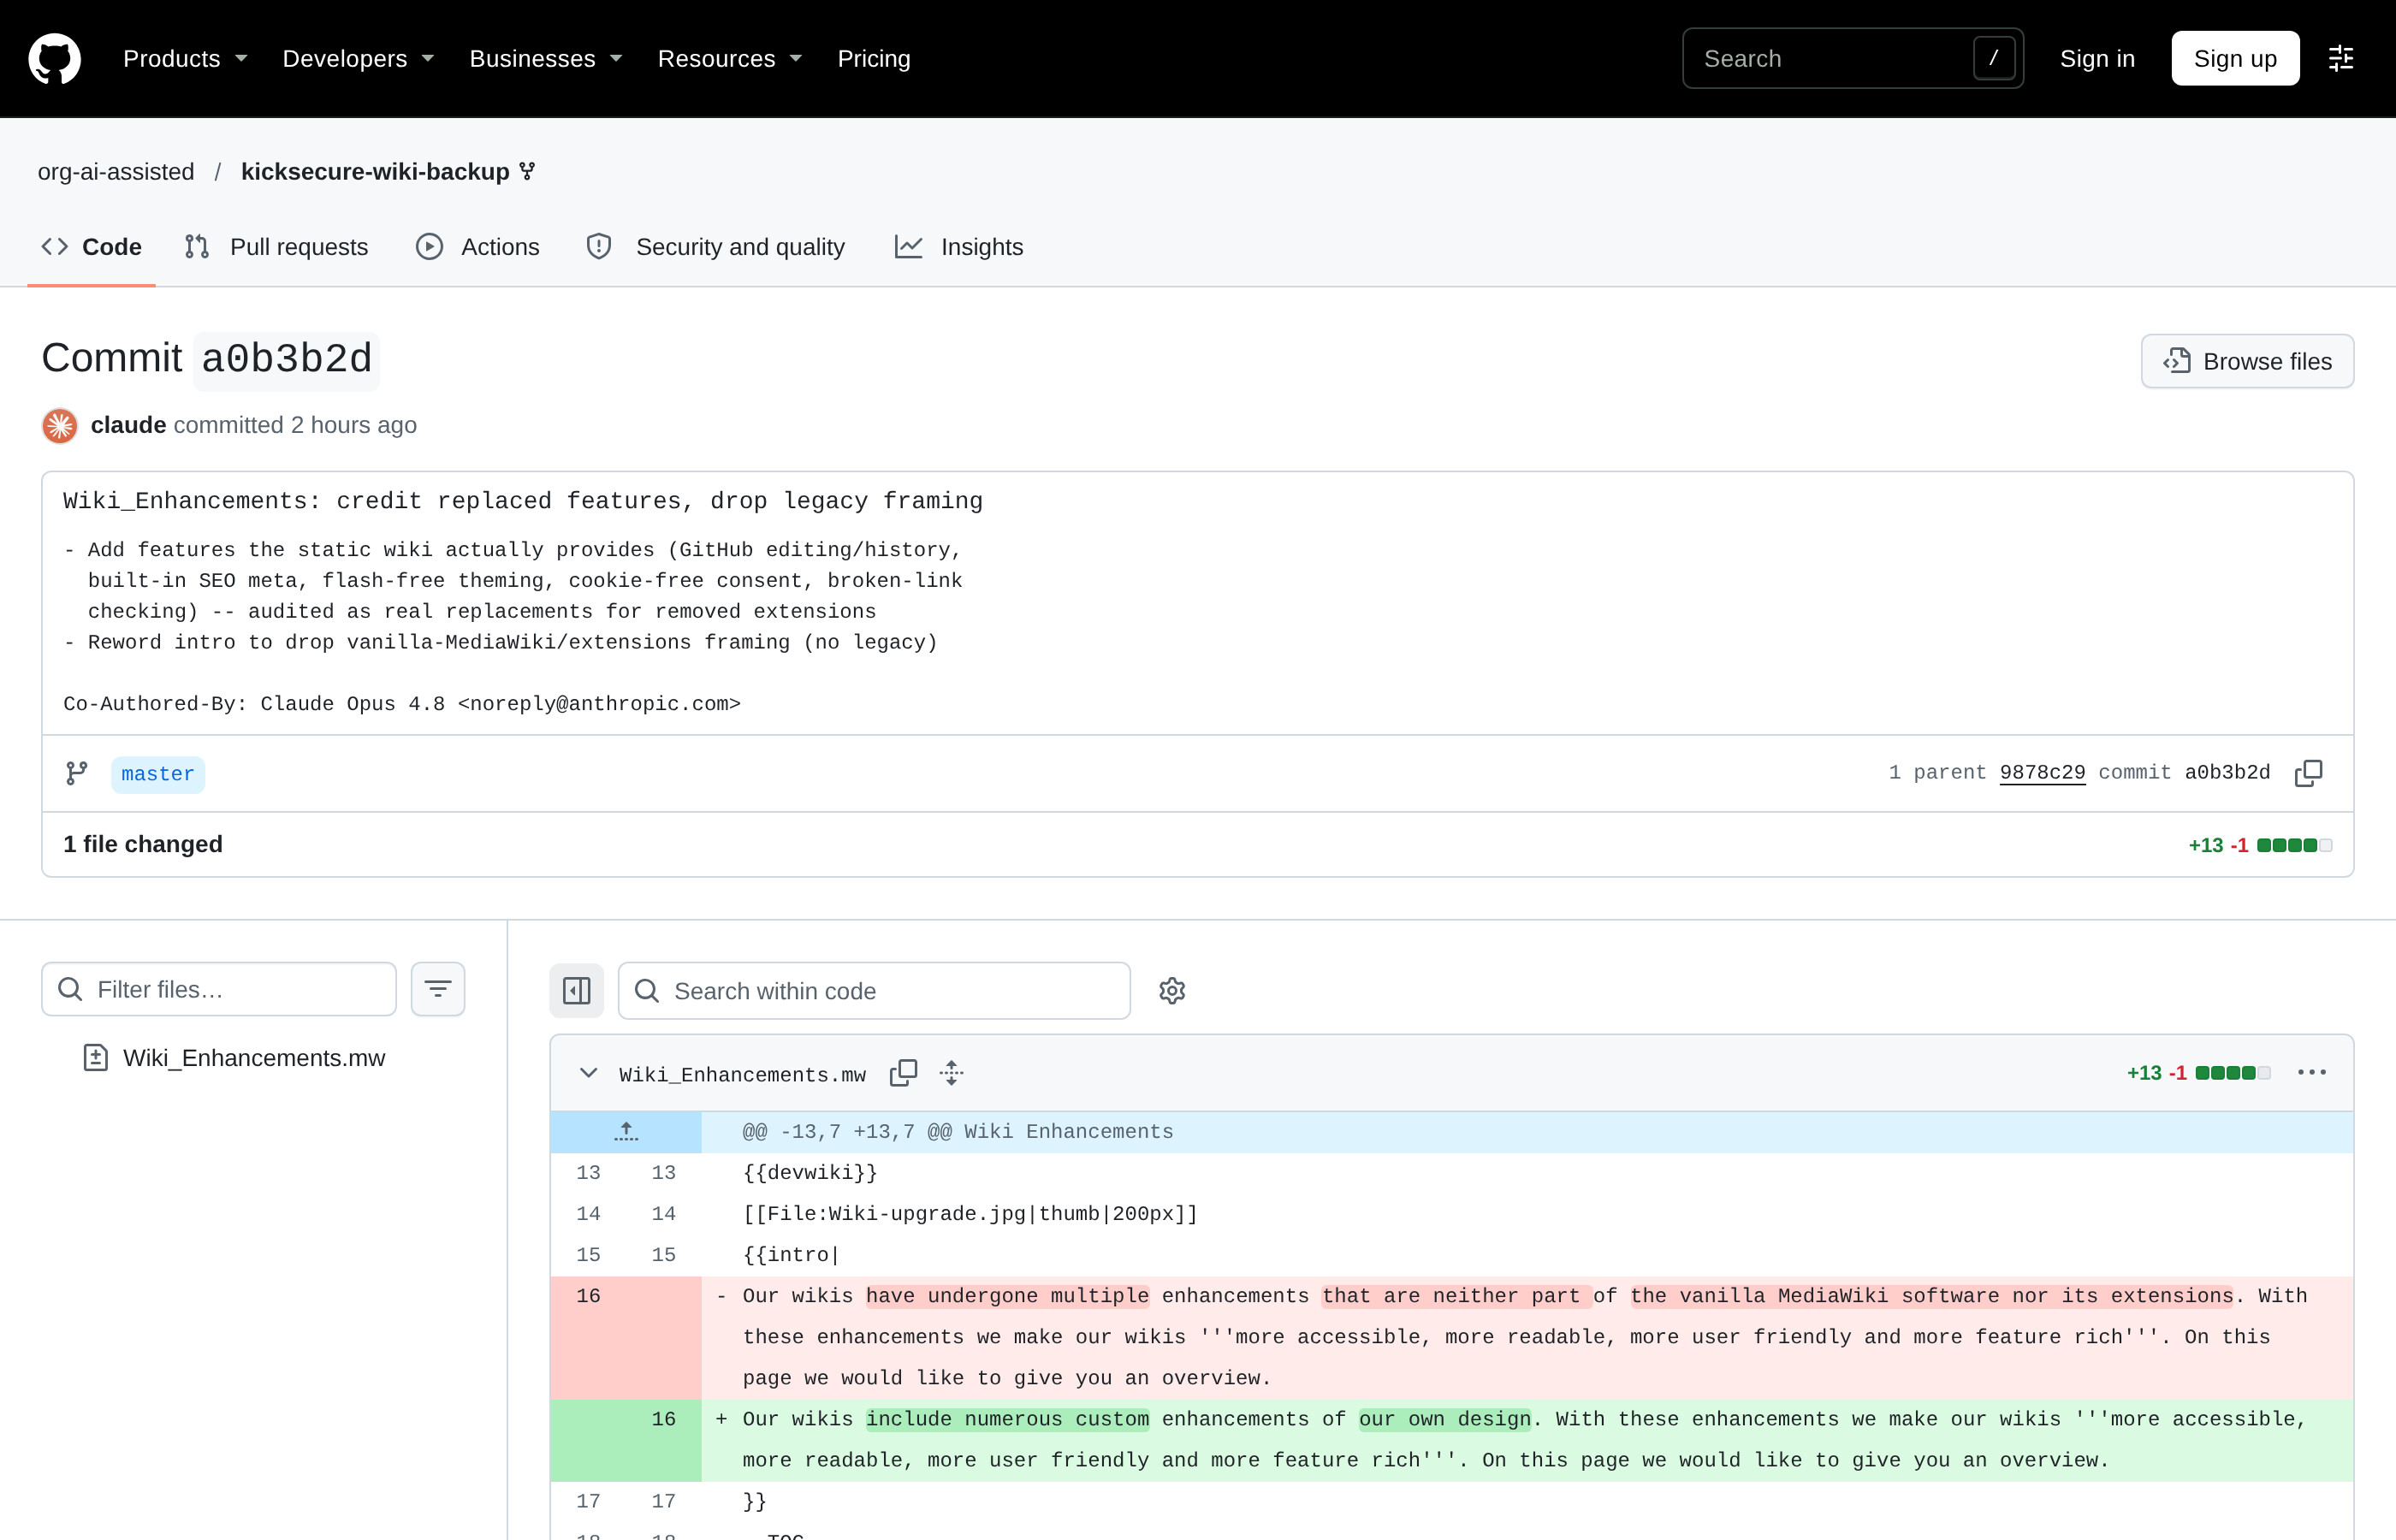 Products
Developers
Businesses
Resources
Pricing
Search
/
Sign in
Sign up
org-ai-assisted / kicksecure-wiki-backup
Code
Pull requests
Actions
Security and quality
Insights
Commit a0b3b2d
Browse files
claude committed 2 hours ago
Wiki_Enhancements: credit replaced features, drop legacy framing
- Add features the static wiki actually provides (GitHub editing/history,
built-in SEO meta, flash-free theming, cookie-free consent, broken-link
checking) -- audited as real replacements for removed extensions
- Reword intro to drop vanilla-MediaWiki/extensions framing (no legacy)
Co-Authored-By: Claude Opus 4.8 <noreply@anthropic.com>
master
1 parent 9878c29 commit a0b3b2d
1 file changed
+13 -1
Filter files…
Search within code
Wiki_Enhancements.mw
Wiki_Enhancements.mw
+13 -1
@@ -13,7 +13,7 @@ Wiki Enhancements
13 13 {{devwiki}}
14 14 [[File:Wiki-upgrade.jpg|thumb|200px]]
15 15 {{intro|
16 - Our wikis have undergone multiple enhancements that are neither part of the vanilla MediaWiki software nor its extensions. With
these enhancements we make our wikis '''more accessible, more readable, more user friendly and more feature rich'''. On this
page we would like to give you an overview.
16 + Our wikis include numerous custom enhancements of our own design. With these enhancements we make our wikis '''more accessible,
more readable, more user friendly and more feature rich'''. On this page we would like to give you an overview.
17 17 }}